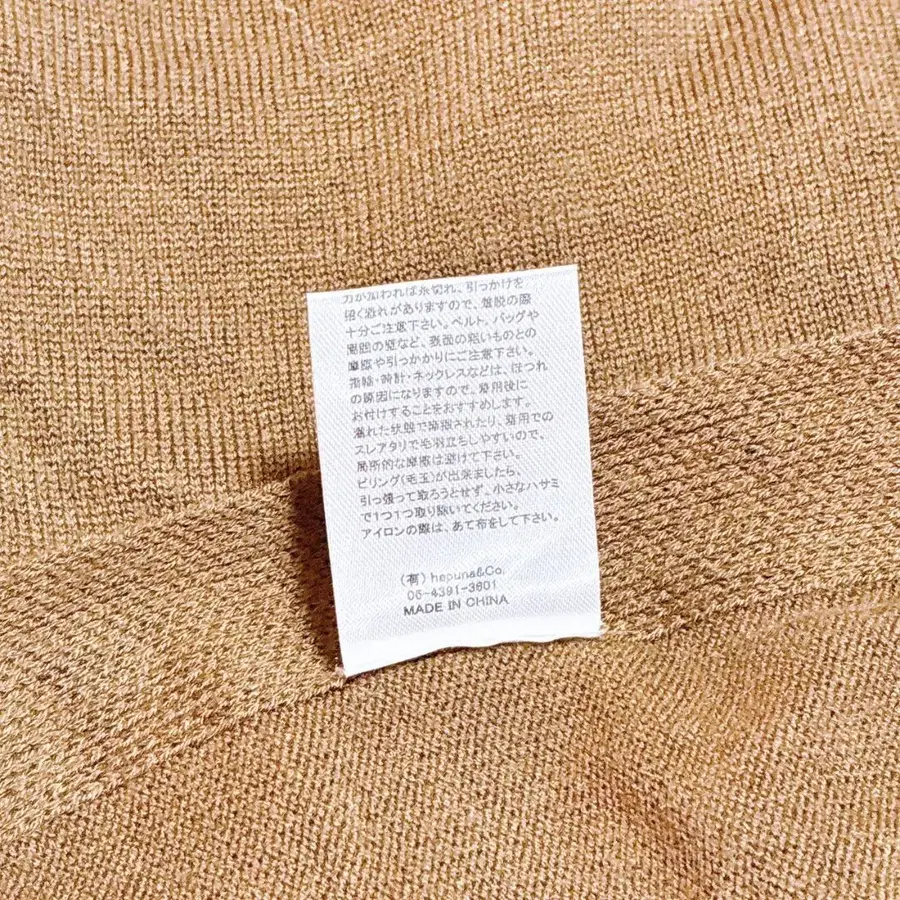 力が加われば糸切れ、引っかけを
招く恐れがありますので、着脱の際
十分ご注意下さい。ベルト、バッグや
周囲の壁など、表面の粗いものとの
摩擦や引っかかりにご注意下さい。
指輪・時計・ネックレスなどは、ほつれ
の原因になりますので、着用後に
お付けすることをおすすめします。
濡れた状態で摩擦されたり、着用での
スレアタリで毛羽立ちしやすいので、
局所的な摩擦は避けて下さい。
ピリング(毛玉)が出来ましたら、
引っ張って取ろうとせず、小さなハサミ
で1つ1つ取り除いてください。
アイロンの際は、あて布をして下さい。
(有) hepuna&Co.
06-4391-3601
MADE IN CHINA